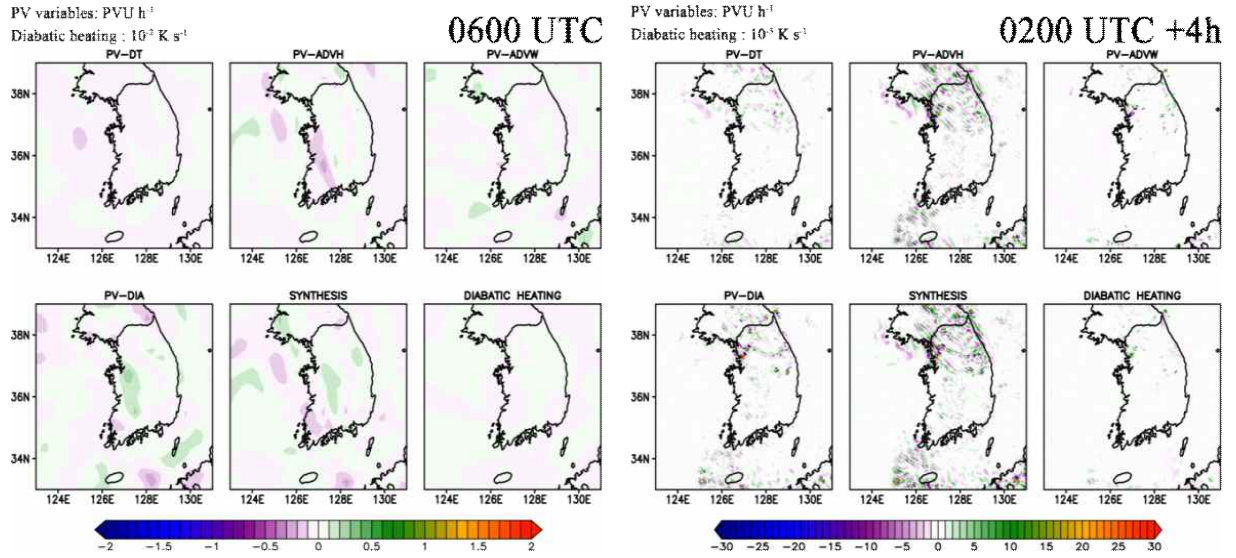 PV variables: PVU h⁻¹
Diabatic heating : 10⁻² K s⁻¹
0600 UTC
PV-DT PV-ADVH PV-ADVW
38N
36N
34N
124E 126E 128E 130E 124E 126E 128E 130E 124E 126E 128E 130E
PV-DIA SYNTHESIS DIABATIC HEATING
38N
36N
34N
124E 126E 128E 130E 124E 126E 128E 130E 124E 126E 128E 130E
-2 -1.5 -1 -0.5 0 0.5 1 1.5 2
PV variables: PVU h⁻¹
Diabatic heating : 10⁻³ K s⁻¹
0200 UTC +4h
PV-DT PV-ADVH PV-ADVW
38N
36N
34N
124E 126E 128E 130E 124E 126E 128E 130E 124E 126E 128E 130E
PV-DIA SYNTHESIS DIABATIC HEATING
38N
36N
34N
124E 126E 128E 130E 124E 126E 128E 130E 124E 126E 128E 130E
-30 -25 -20 -15 -10 -5 0 5 10 15 20 25 30